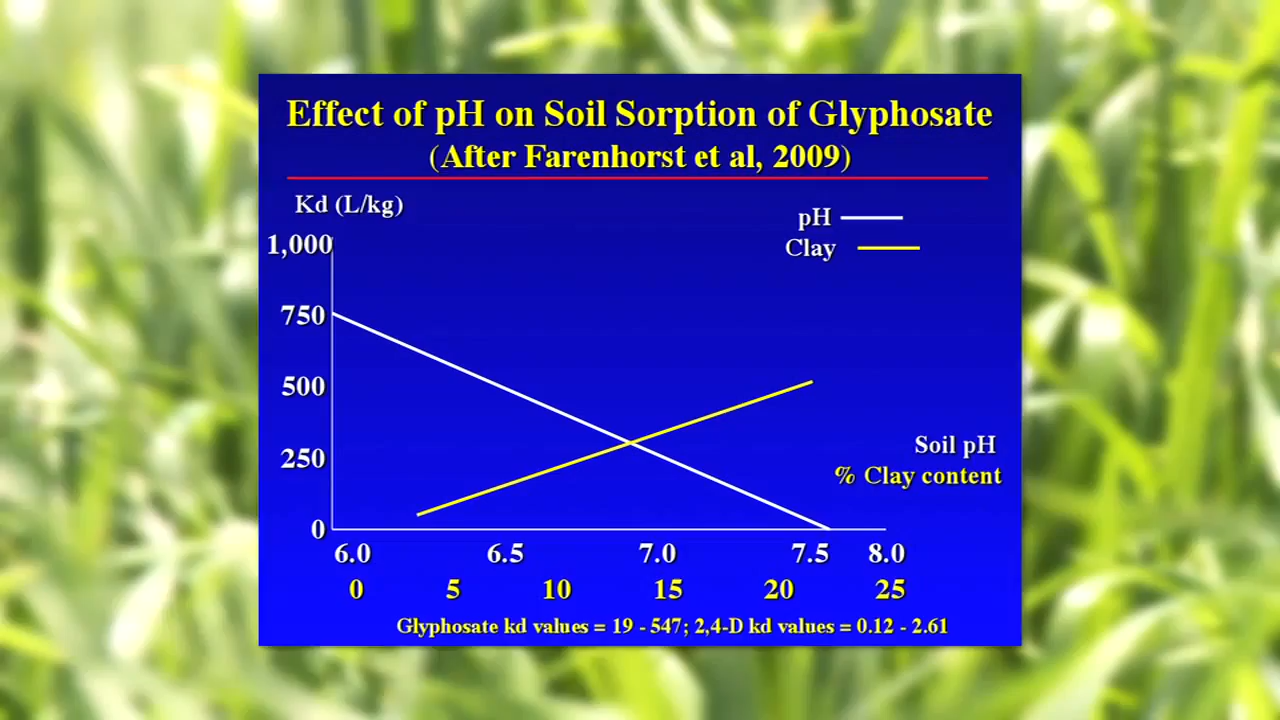 Effect of pH on Soil Sorption of Glyphosate
(After Farenhorst et al, 2009)
Kd (L/kg)
pH
1,000
Clay
750
500
Soil pH
250
% Clay content
0
6.0 6.5 7.0 7.5 8.0
0 5 10 15 20 25
Glyphosate kd values = 19 - 547; 2,4-D kd values = 0.12 - 2.61